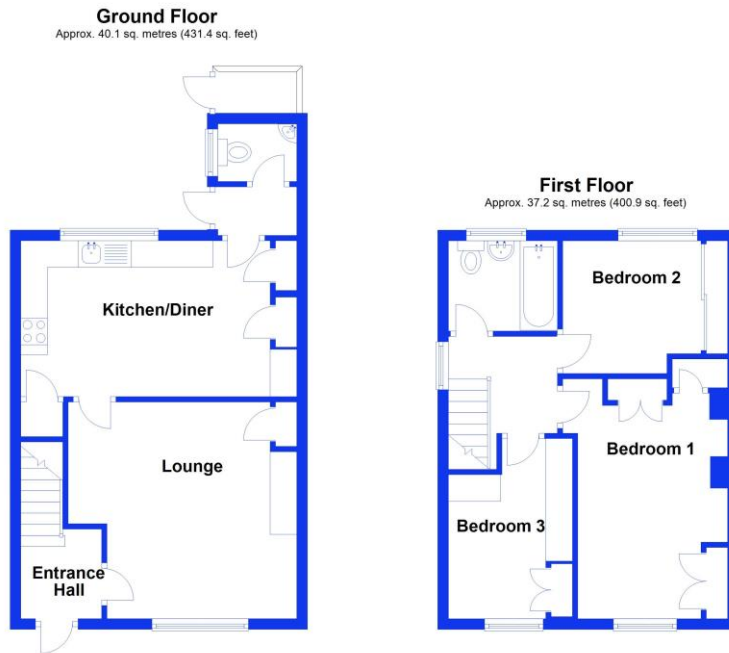 Ground Floor
Approx. 40.1 sq. metres (431.4 sq. feet)
Kitchen/Diner
Lounge
Entrance
Hall
First Floor
Approx. 37.2 sq. metres (400.9 sq. feet)
Bedroom 2
Bedroom 1
Bedroom 3